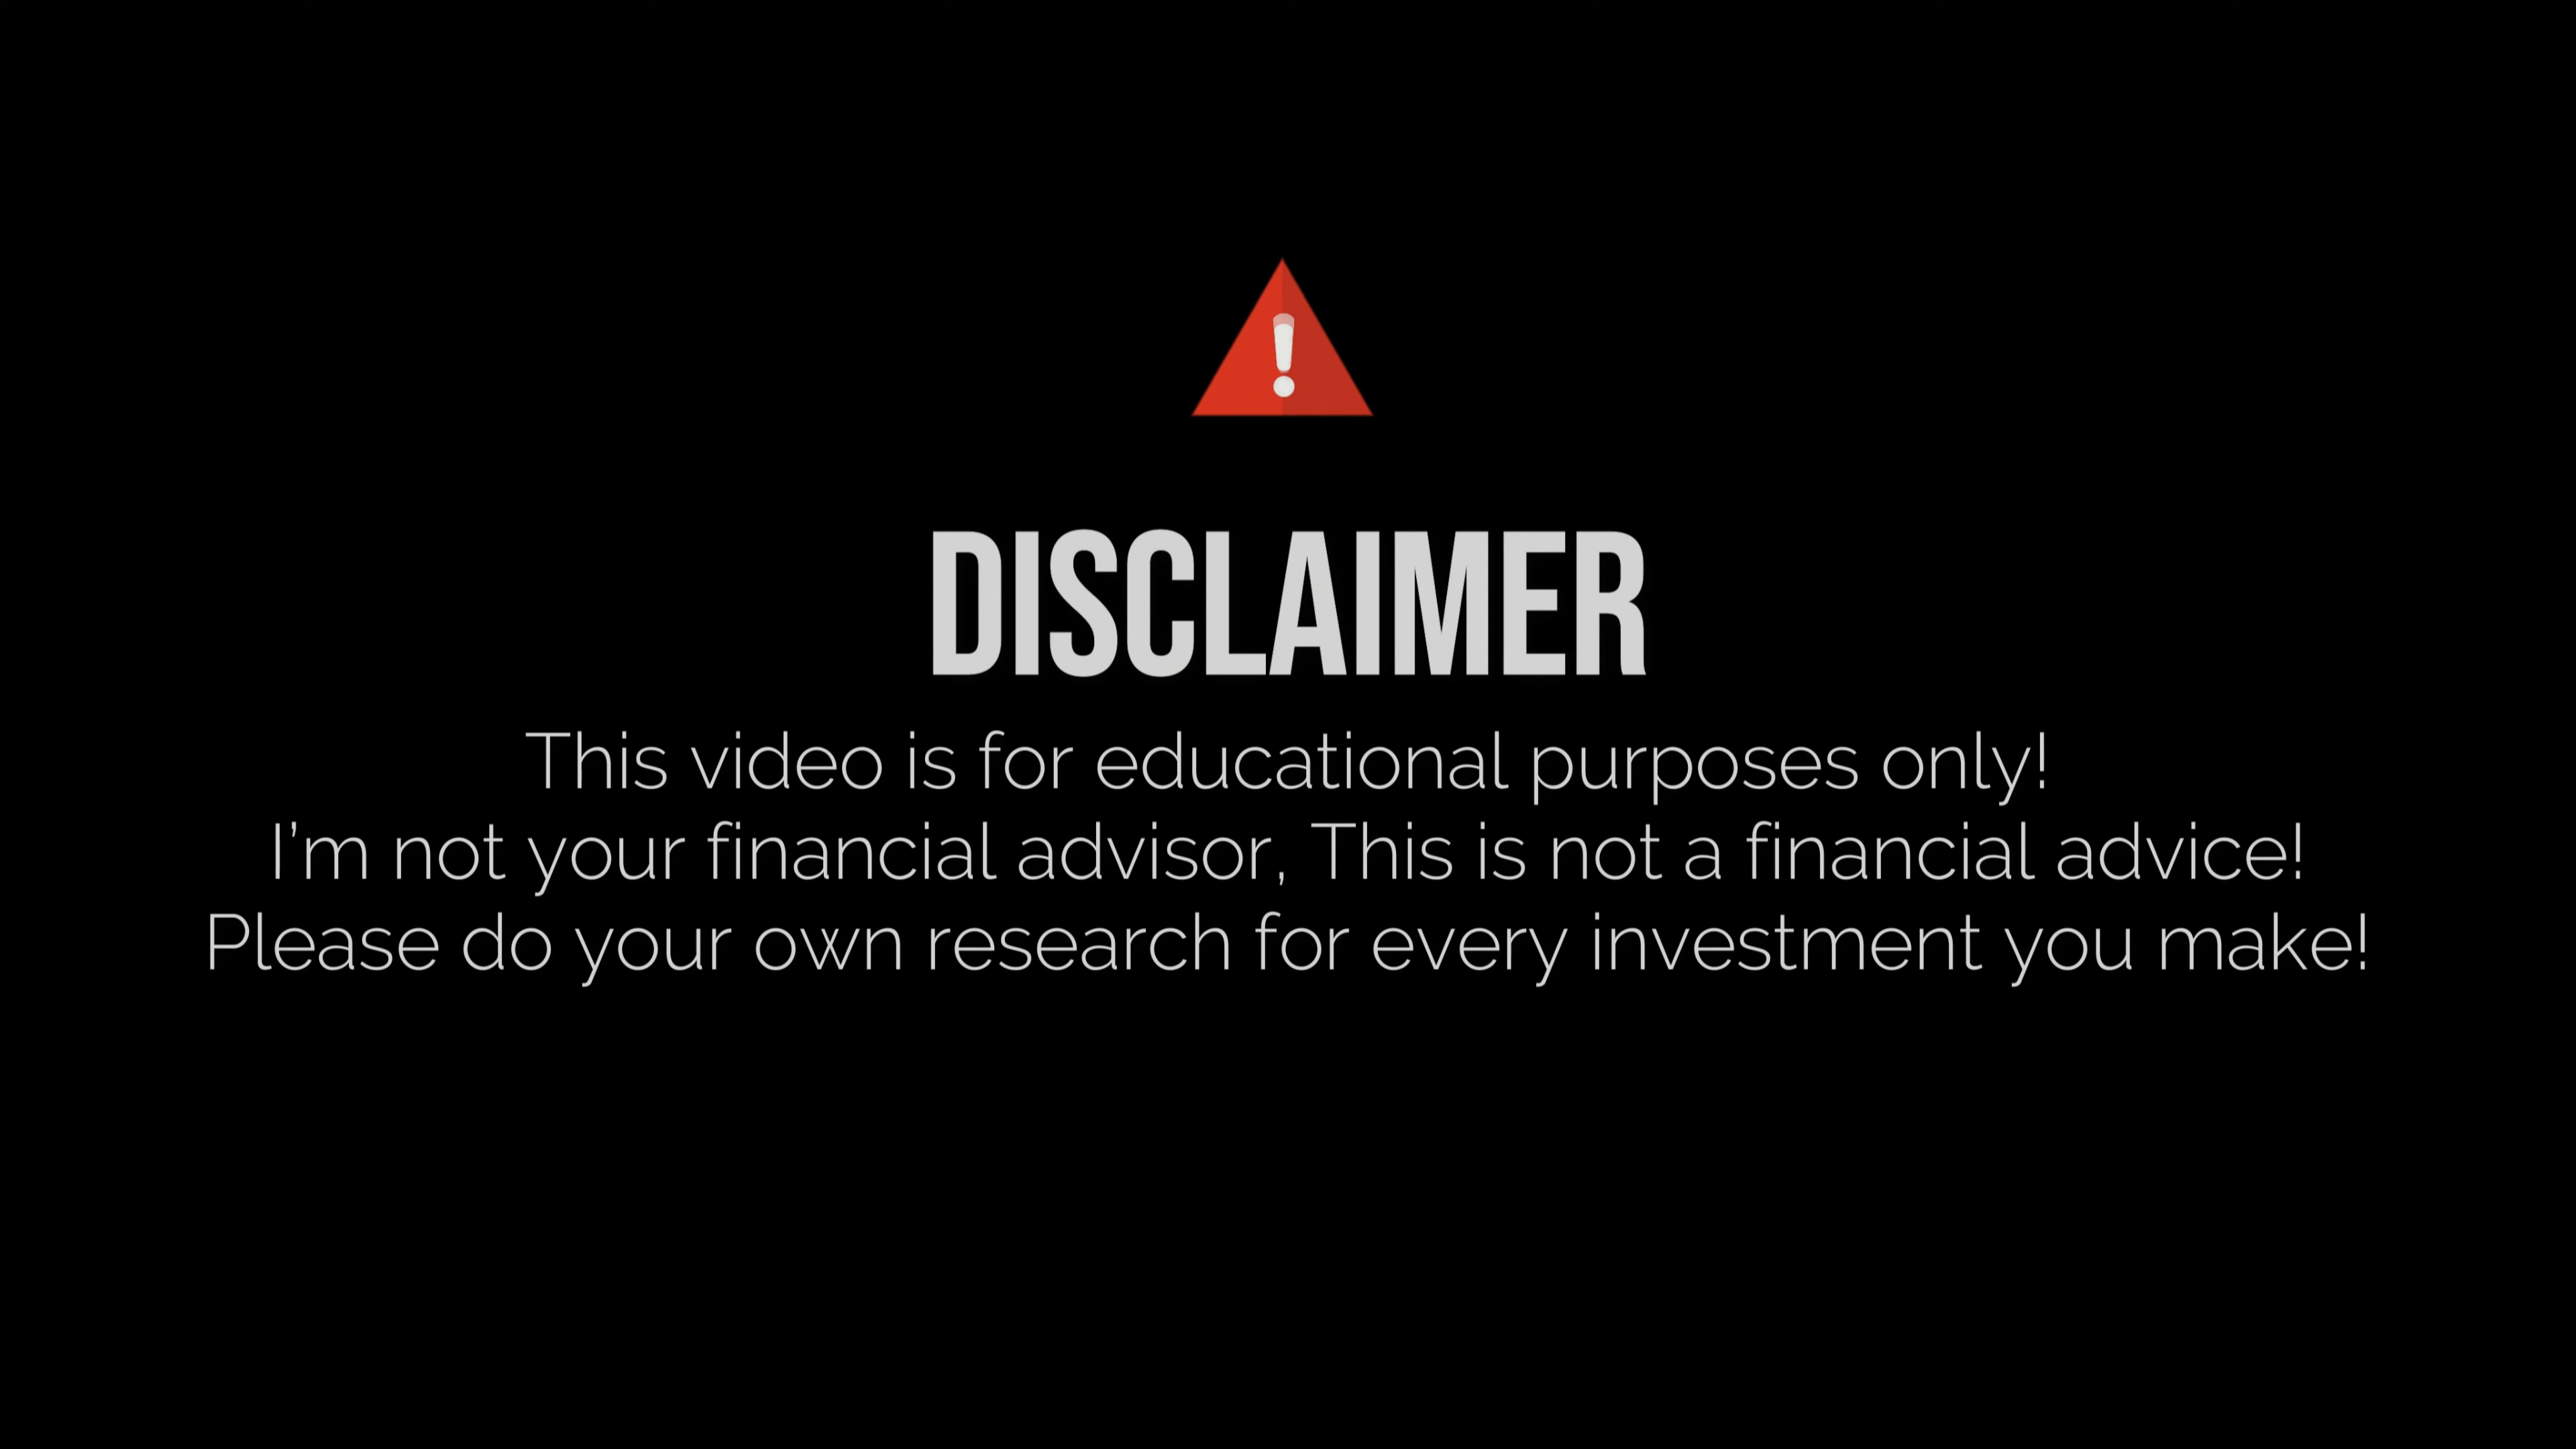 DISCLAIMER
This video is for educational purposes only!
I’m not your financial advisor, This is not a financial advice!
Please do your own research for every investment you make!